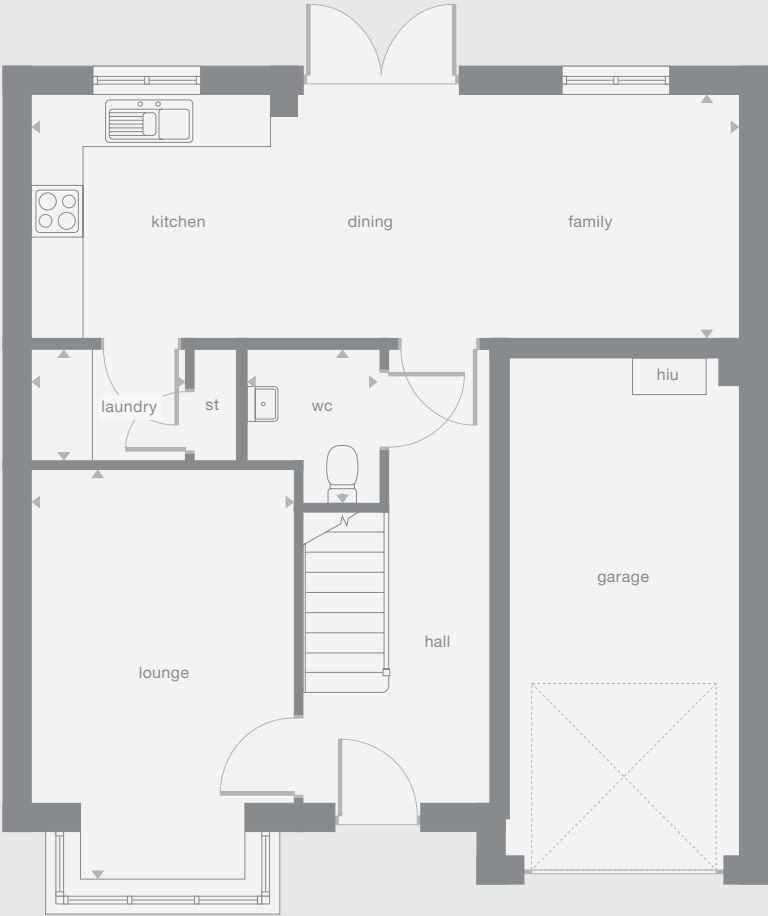 kitchen
dining
family
hiu
laundry
st
wc
garage
hall
lounge